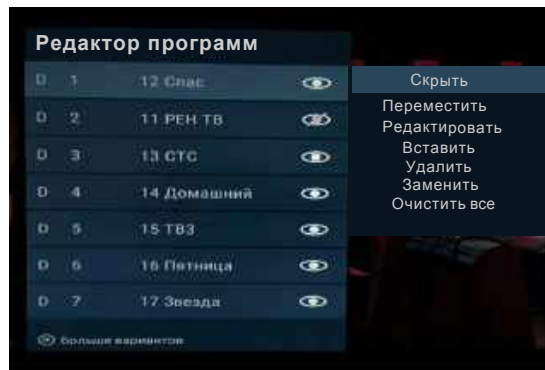 Редактор программ
D 1 12 Спас
D 2 11 РЕН ТВ
D 3 13 СТС
D 4 14 Домашний
D 5 15 ТВ3
D 6 16 Пятница
D 7 17 Звезда
Больше вариантов
Скрыть
Переместить
Редактировать
Вставить
Удалить
Заменить
Очистить все